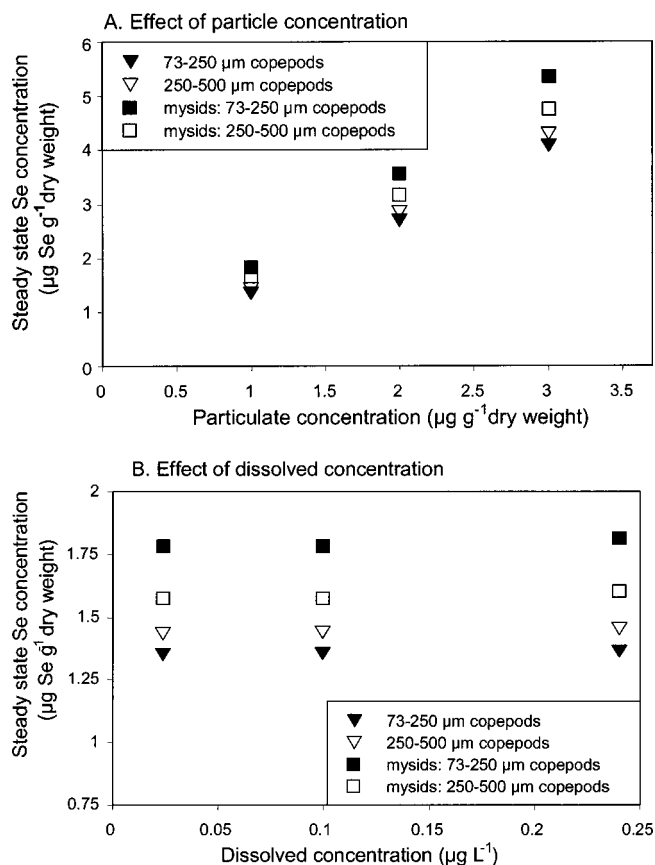 A. Effect of particle concentration
Steady state Se concentration
(µg Se g⁻¹dry weight)
6
5
4
3
2
1
0
73-250 µm copepods
250-500 µm copepods
mysids: 73-250 µm copepods
mysids: 250-500 µm copepods
0 0.5 1 1.5 2 2.5 3 3.5
Particulate concentration (µg g⁻¹dry weight)
B. Effect of dissolved concentration
Steady state Se concentration
(µg Se g¹ dry weight)
2
1.75
1.5
1.25
1
0.75
73-250 µm copepods
250-500 µm copepods
mysids: 73-250 µm copepods
mysids: 250-500 µm copepods
0 0.05 0.1 0.15 0.2 0.25
Dissolved concentration (µg L⁻¹)